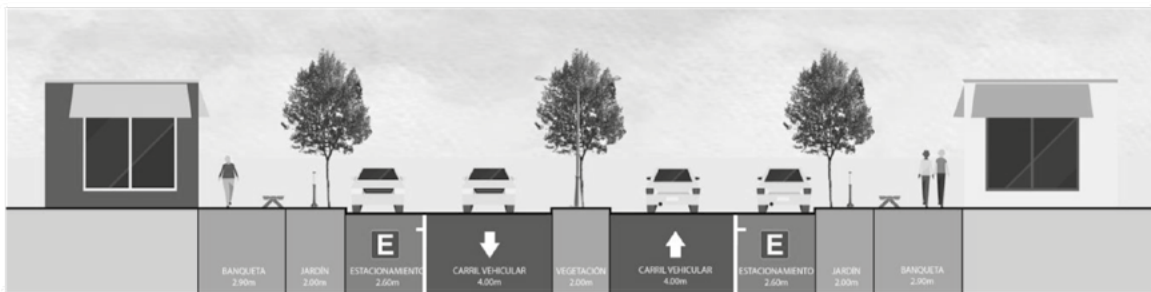 E
E
BANQUETA
2.90m
JARDÍN
2.00m
ESTACIONAMIENTO
2.60m
CARRIL VEHICULAR
4.00m
VEGETACIÓN
2.00m
CARRIL VEHICULAR
4.00m
ESTACIONAMIENTO
2.60m
JARDÍN
2.00m
BANQUETA
2.90m